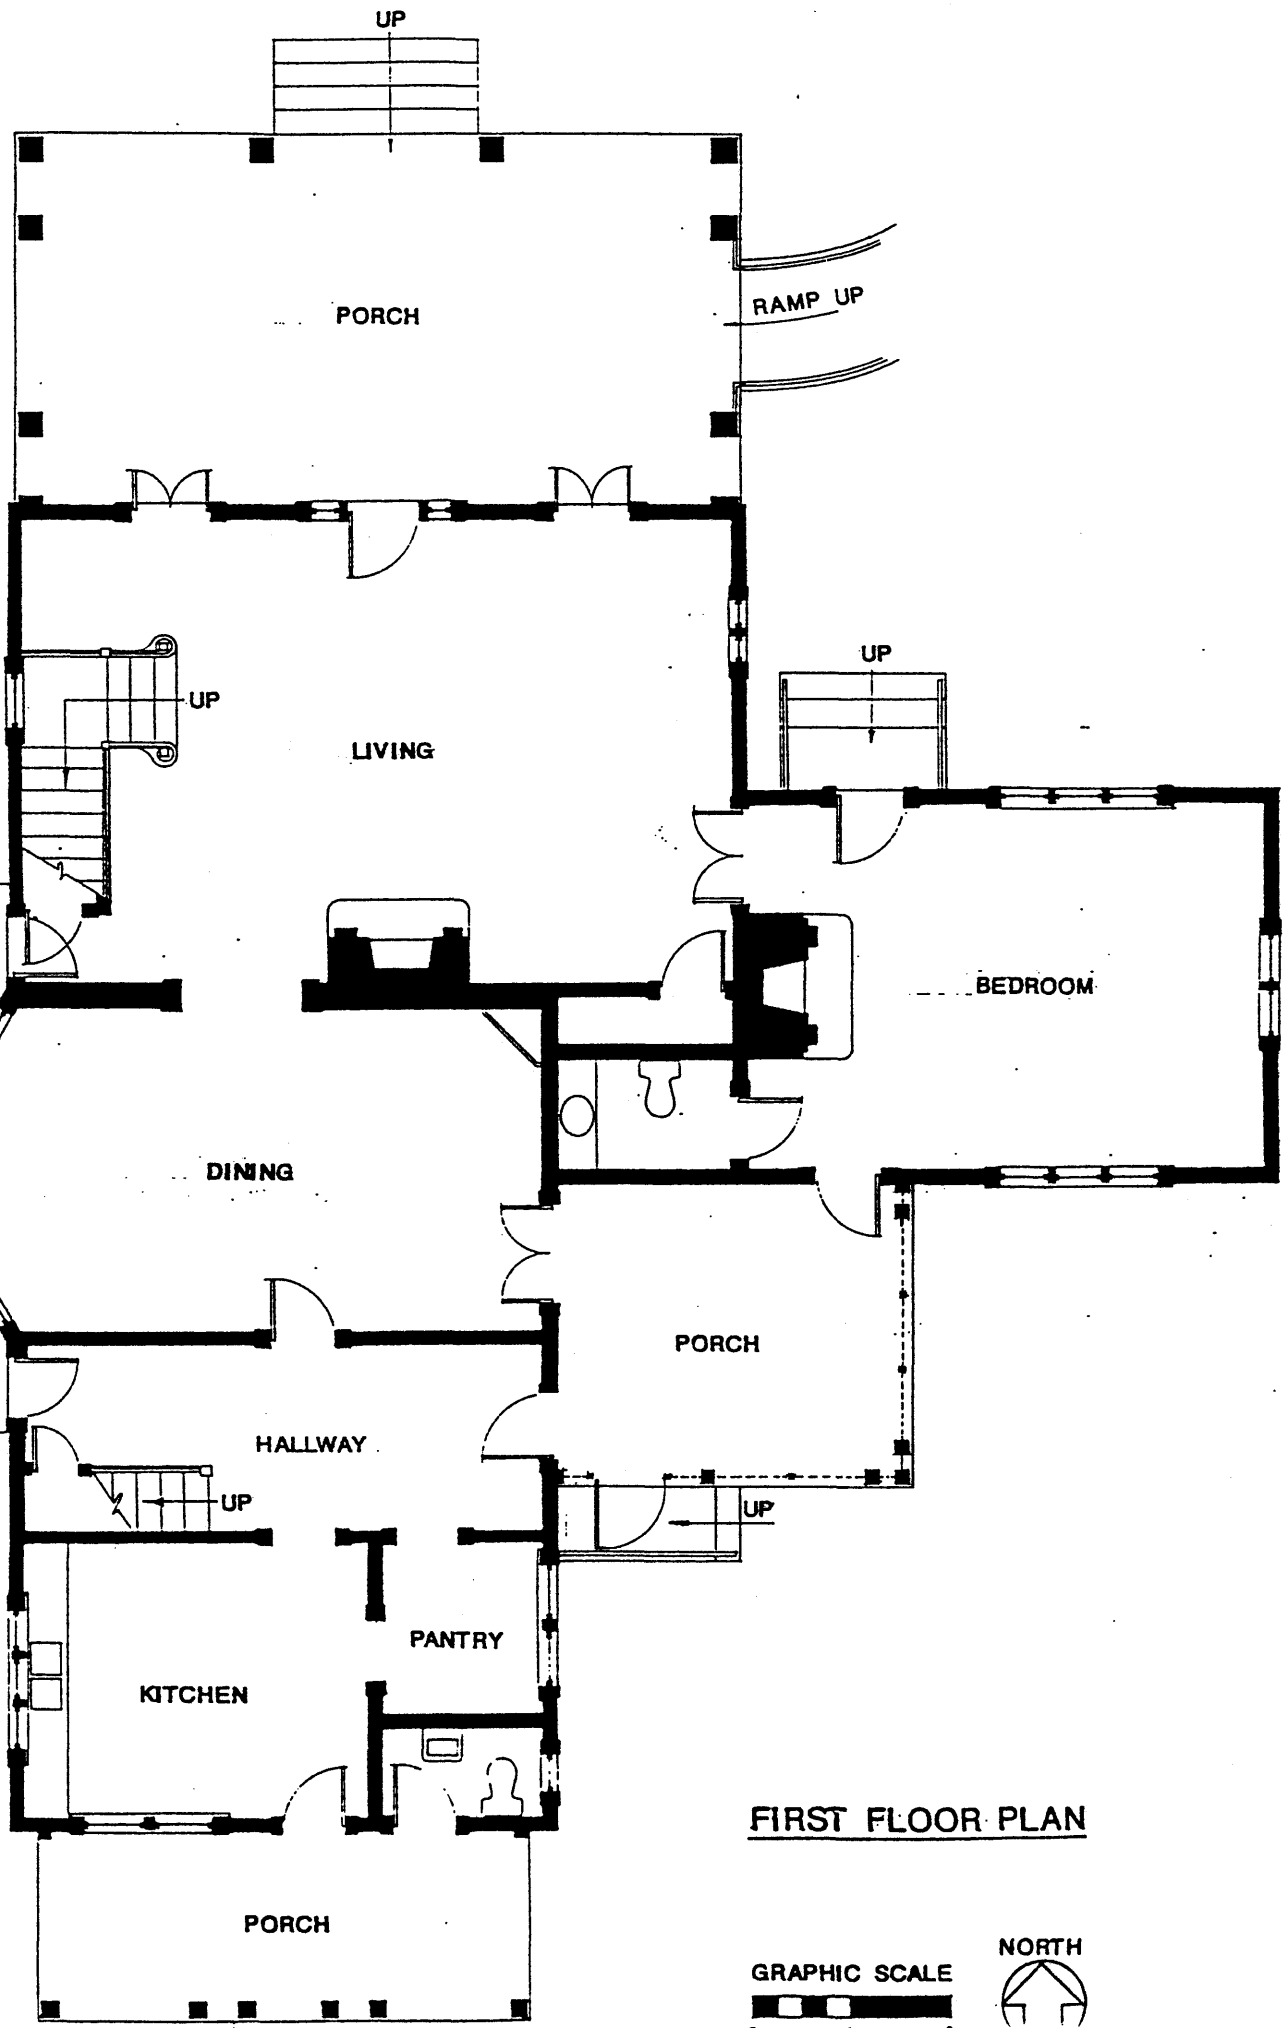 UP
PORCH
RAMP UP
UP
UP
LIVING
BEDROOM
DINING
PORCH
HALLWAY
UP
UP
PANTRY
KITCHEN
FIRST FLOOR PLAN
PORCH
NORTH
GRAPHIC SCALE